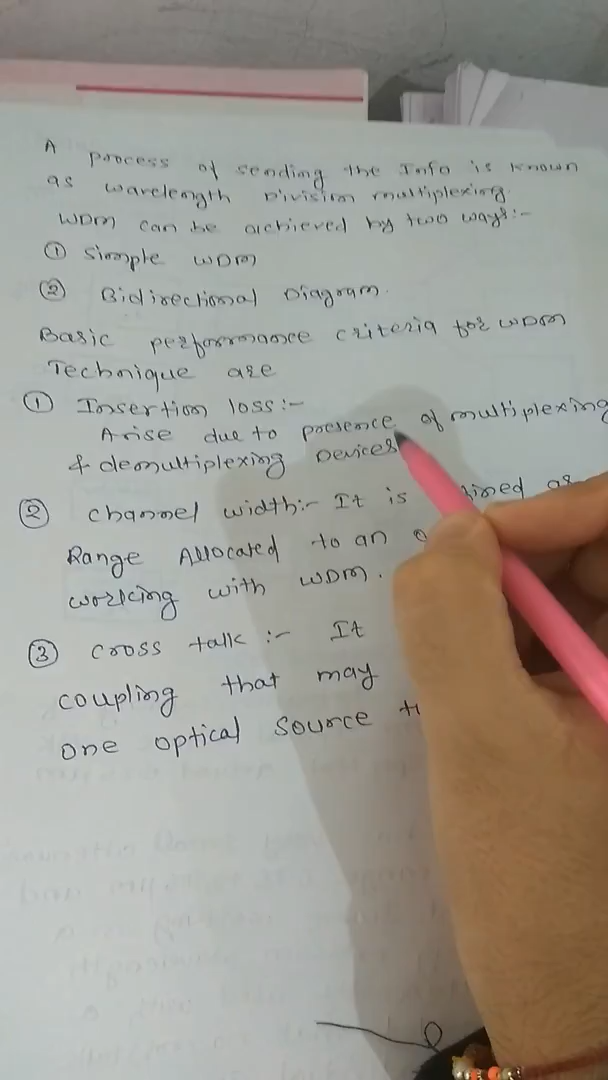 A process of sending the Info is known
as wavelength Division multiplexing.
WDM can be achieved by two ways:-
① Simple WDM
② Bidirectional Diagram.
Basic performance criteria for WDM
Technique are
① Insertion loss:-
Arise due to presence of multiplexing
& demultiplexing Devices
② channel width:- It is as
Range Allocated to an
working with WDM.
③ cross talk :- It
coupling that may
one optical source